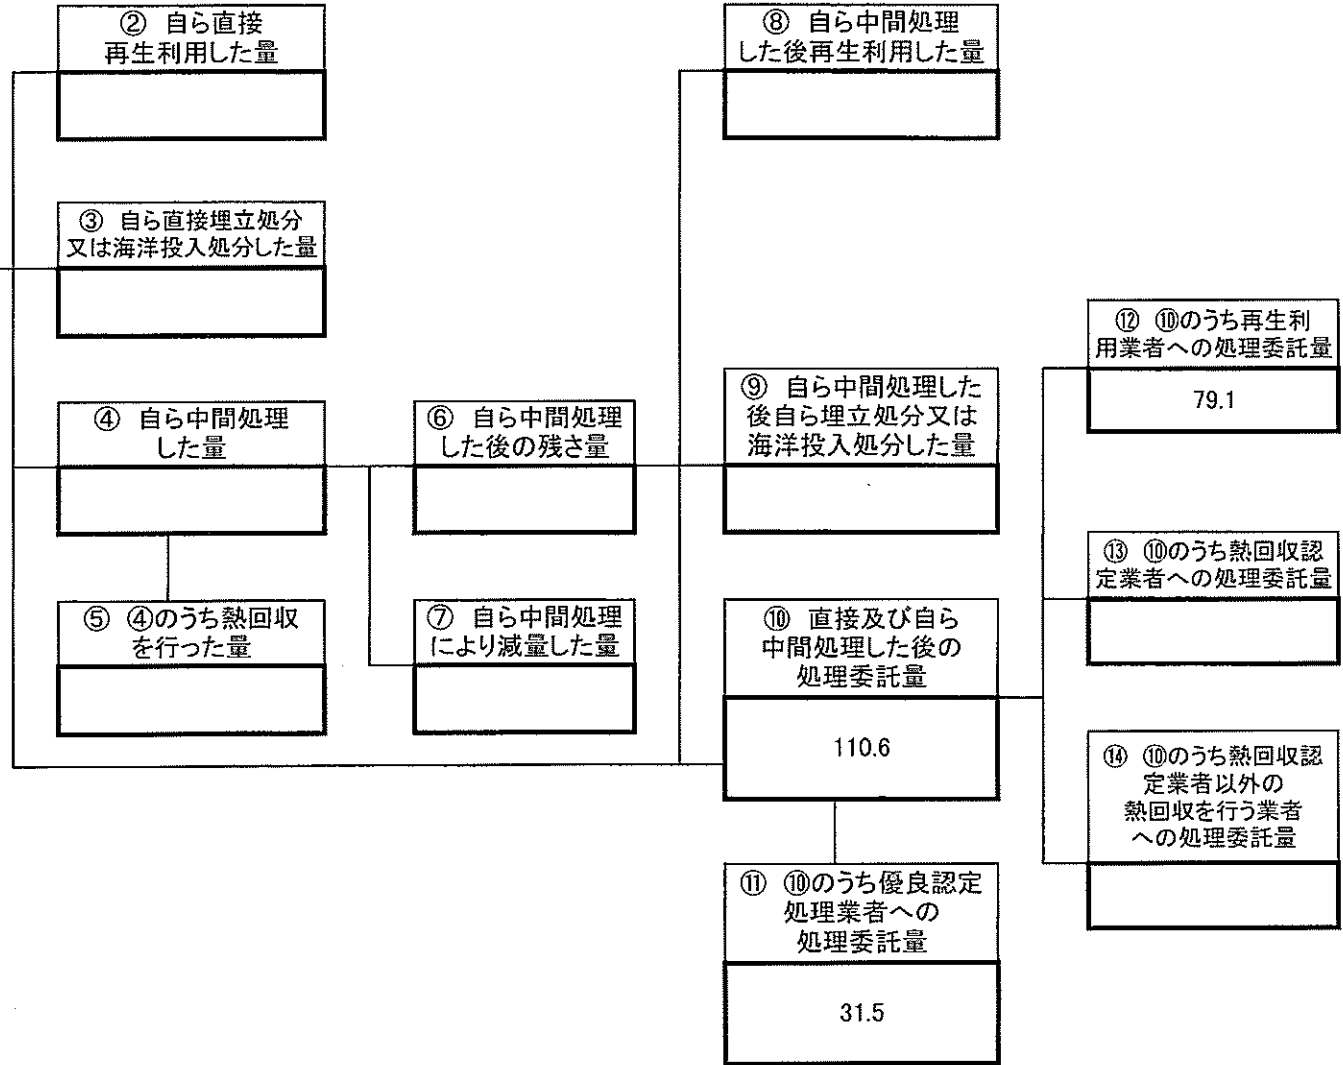 ② 自ら直接
再生利用した量
③ 自ら直接埋立処分
又は海洋投入処分した量
④ 自ら中間処理
した量
⑤ ④のうち熱回収
を行った量
⑥ 自ら中間処理
した後の残さ量
⑦ 自ら中間処理
により減量した量
⑧ 自ら中間処理
した後再生利用した量
⑨ 自ら中間処理した
後自ら埋立処分又は
海洋投入処分した量
⑩ 直接及び自ら
中間処理した後の
処理委託量
110.6
⑪ ⑩のうち優良認定
処理業者への
処理委託量
31.5
⑫ ⑩のうち再生利
用業者への処理委託量
79.1
⑬ ⑩のうち熱回収認
定業者への処理委託量
⑭ ⑩のうち熱回収認
定業者以外の
熱回収を行う業者
への処理委託量